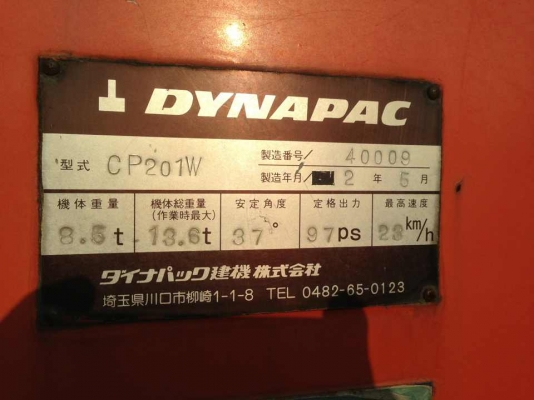 DYNAPAC
型式 CP201W
製造番号/ 40009
製造年月/ 2年5月
機体重量 機体総重量 安定角度 定格出力 最高速度
(作業時最大)
8.5t 13.6t 37° 97ps 23km/h
ダイナパック建機株式会社
埼玉県川口市柳崎1-1-8 TEL 0482-65-0123